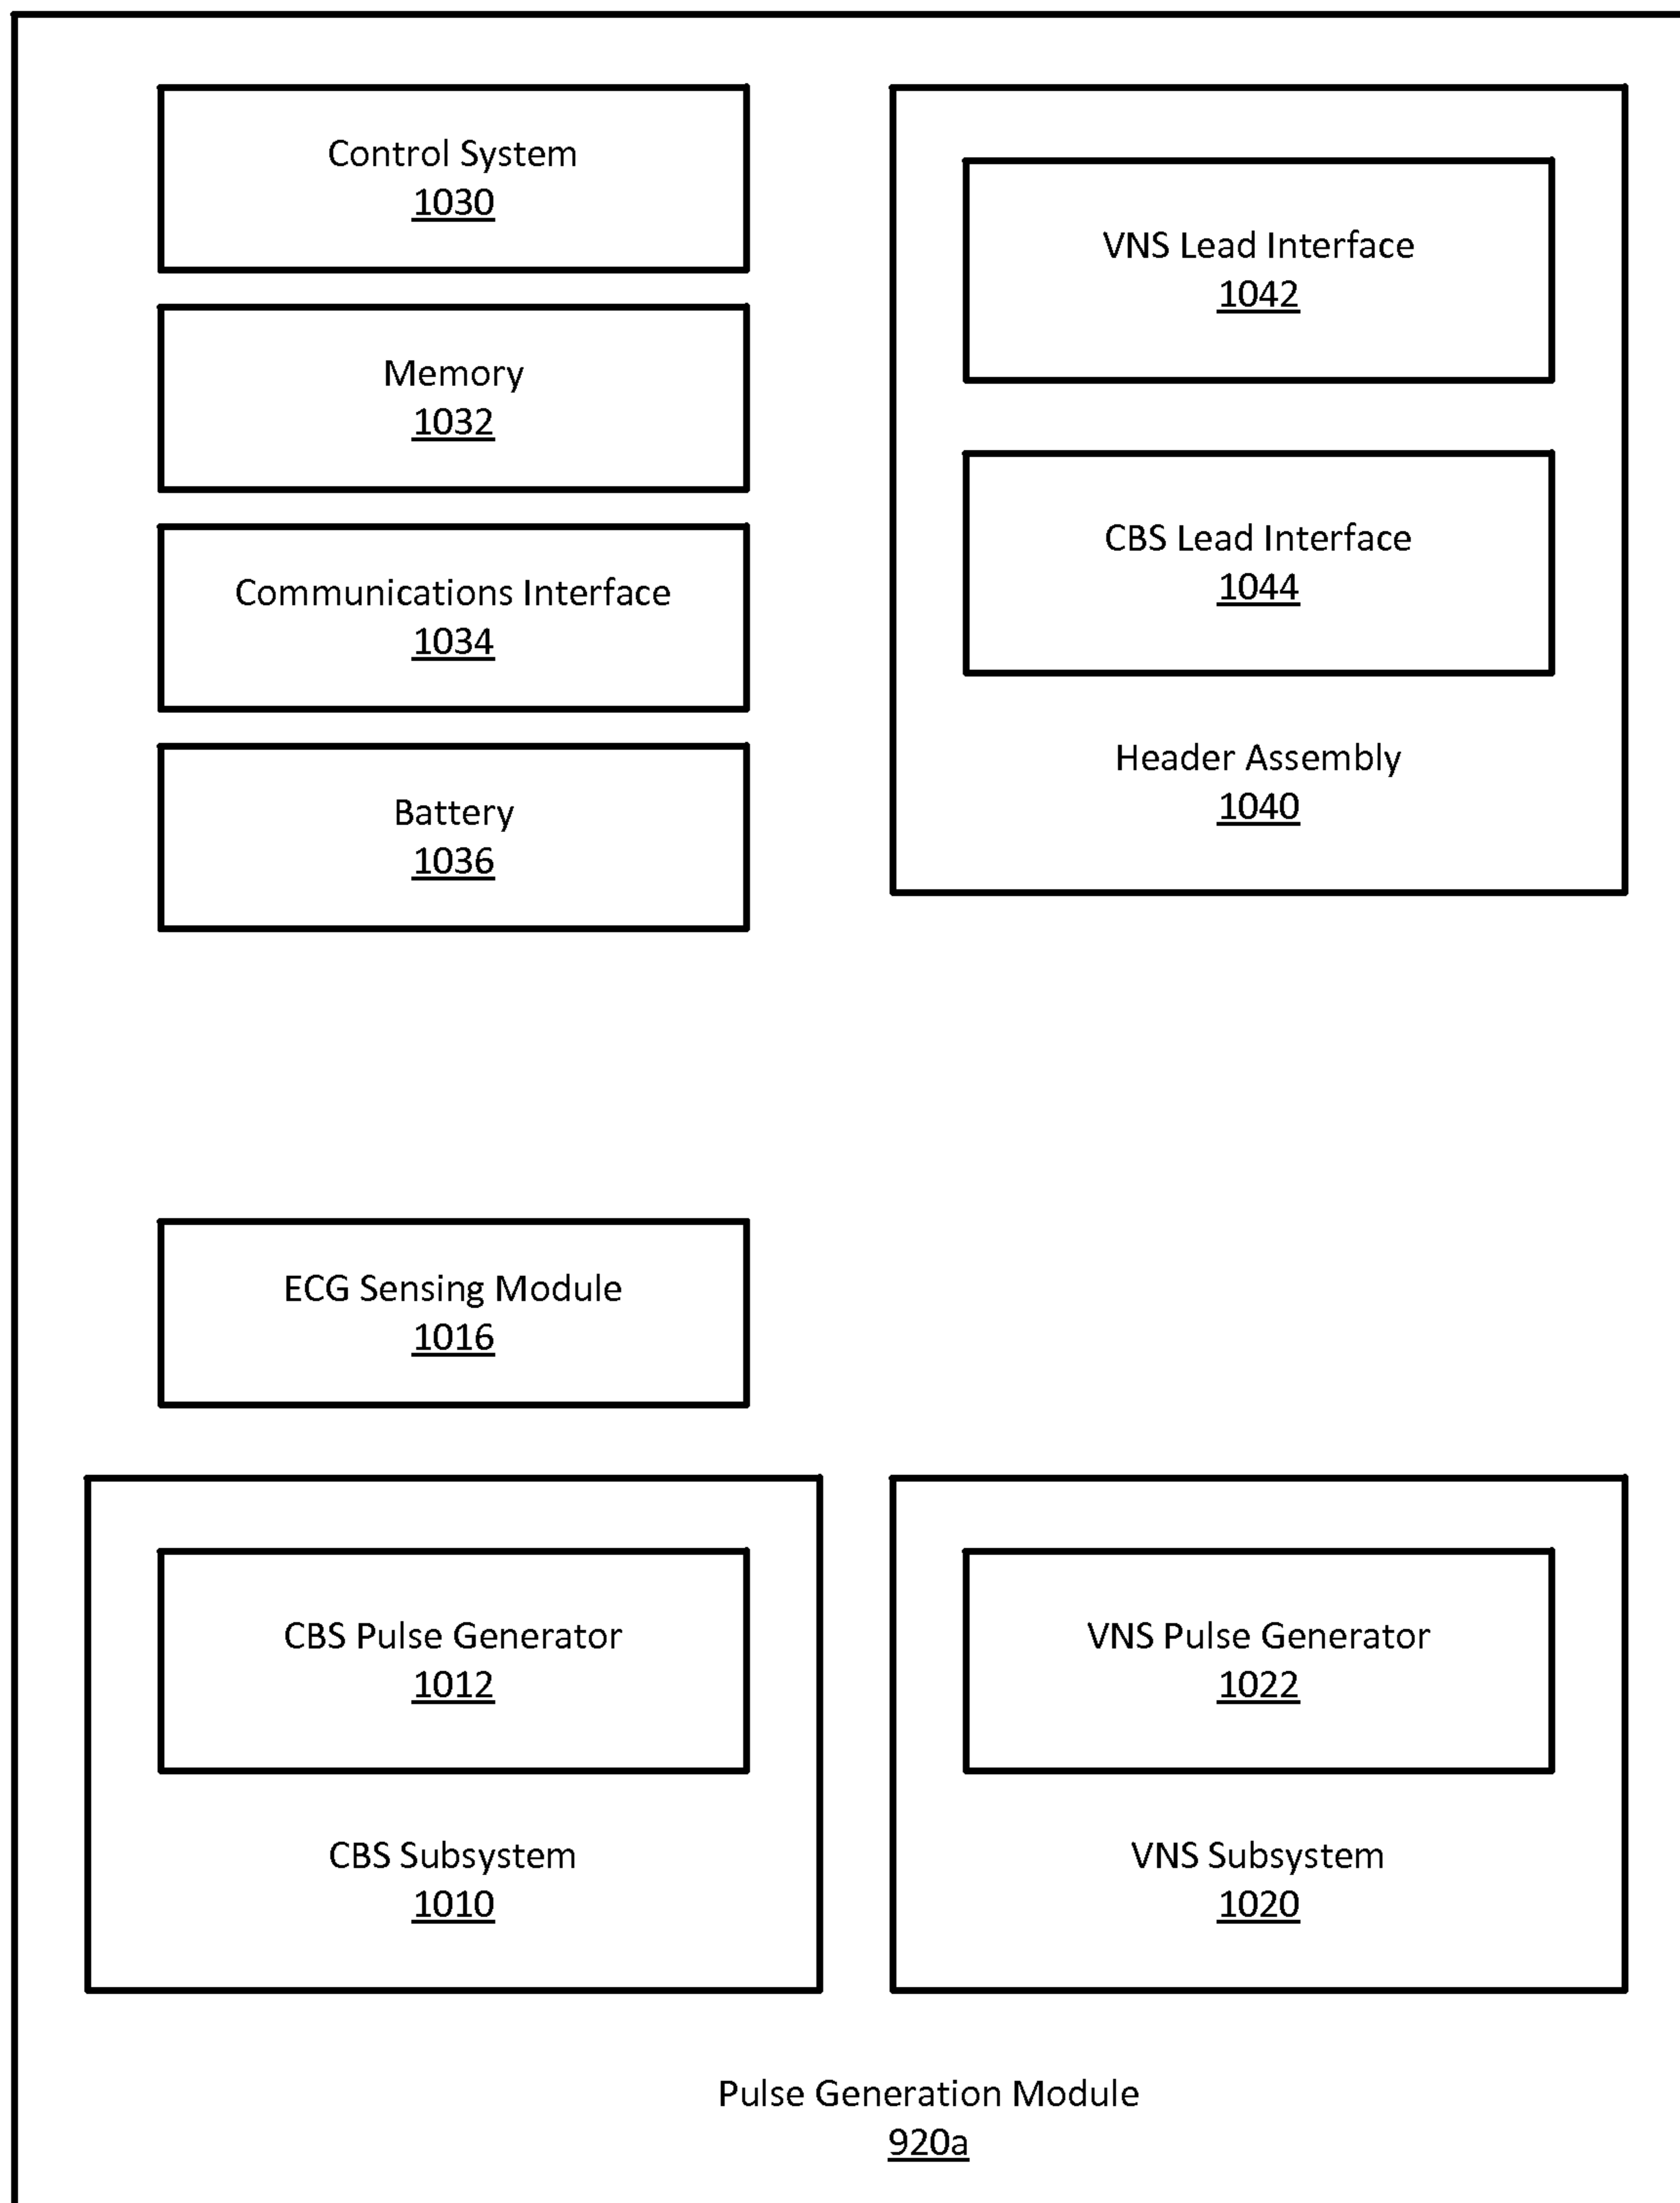 Control System
1030
Memory
1032
Communications Interface
1034
Battery
1036
VNS Lead Interface
1042
CBS Lead Interface
1044
Header Assembly
1040
ECG Sensing Module
1016
CBS Pulse Generator
1012
CBS Subsystem
1010
VNS Pulse Generator
1022
VNS Subsystem
1020
Pulse Generation Module
920a